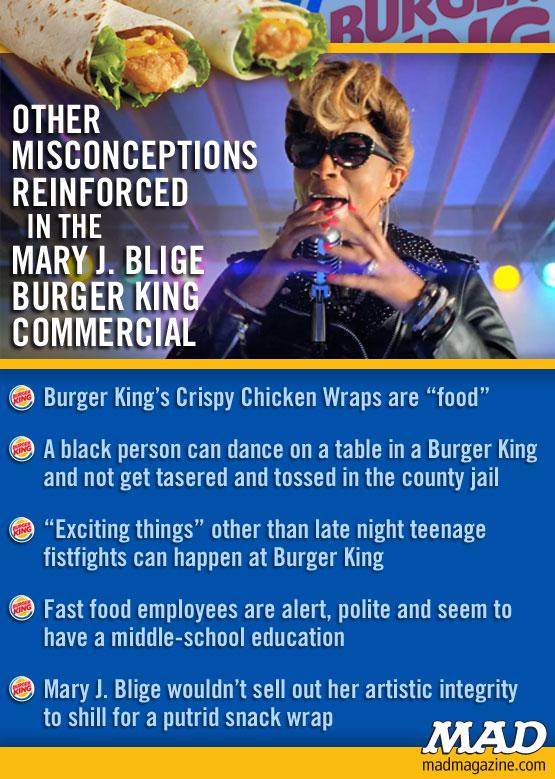 BURGER
KING
OTHER
MISCONCEPTIONS
REINFORCED
IN THE
MARY J. BLIGE
BURGER KING
COMMERCIAL
BURGER KING
Burger King’s Crispy Chicken Wraps are “food”
BURGER KING
A black person can dance on a table in a Burger King
and not get tasered and tossed in the county jail
BURGER KING
“Exciting things” other than late night teenage
fistfights can happen at Burger King
BURGER KING
Fast food employees are alert, polite and seem to
have a middle-school education
BURGER KING
Mary J. Blige wouldn’t sell out her artistic integrity
to shill for a putrid snack wrap
MAD
madmagazine.com